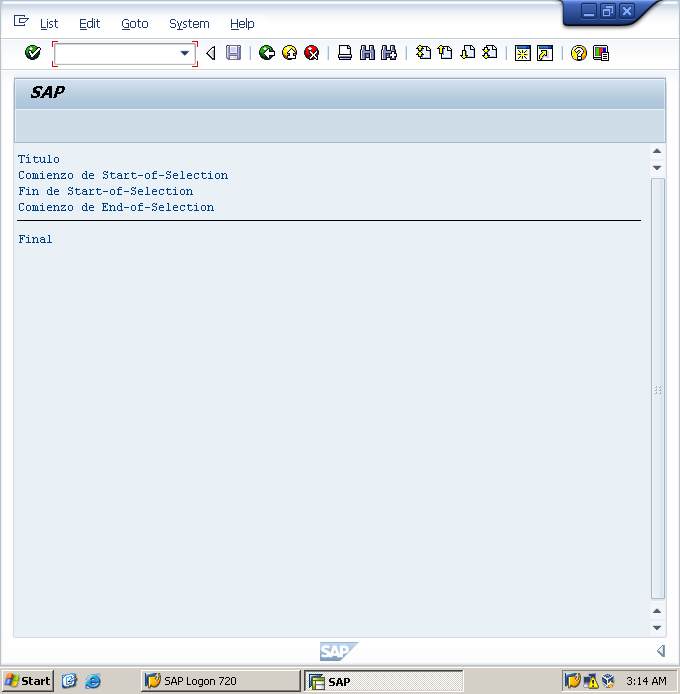 List Edit Goto System Help
SAP
Título
Comienzo de Start-of-Selection
Fin de Start-of-Selection
Comienzo de End-of-Selection
Final
SAP
Start SAP Logon 720 SAP 3:14 AM